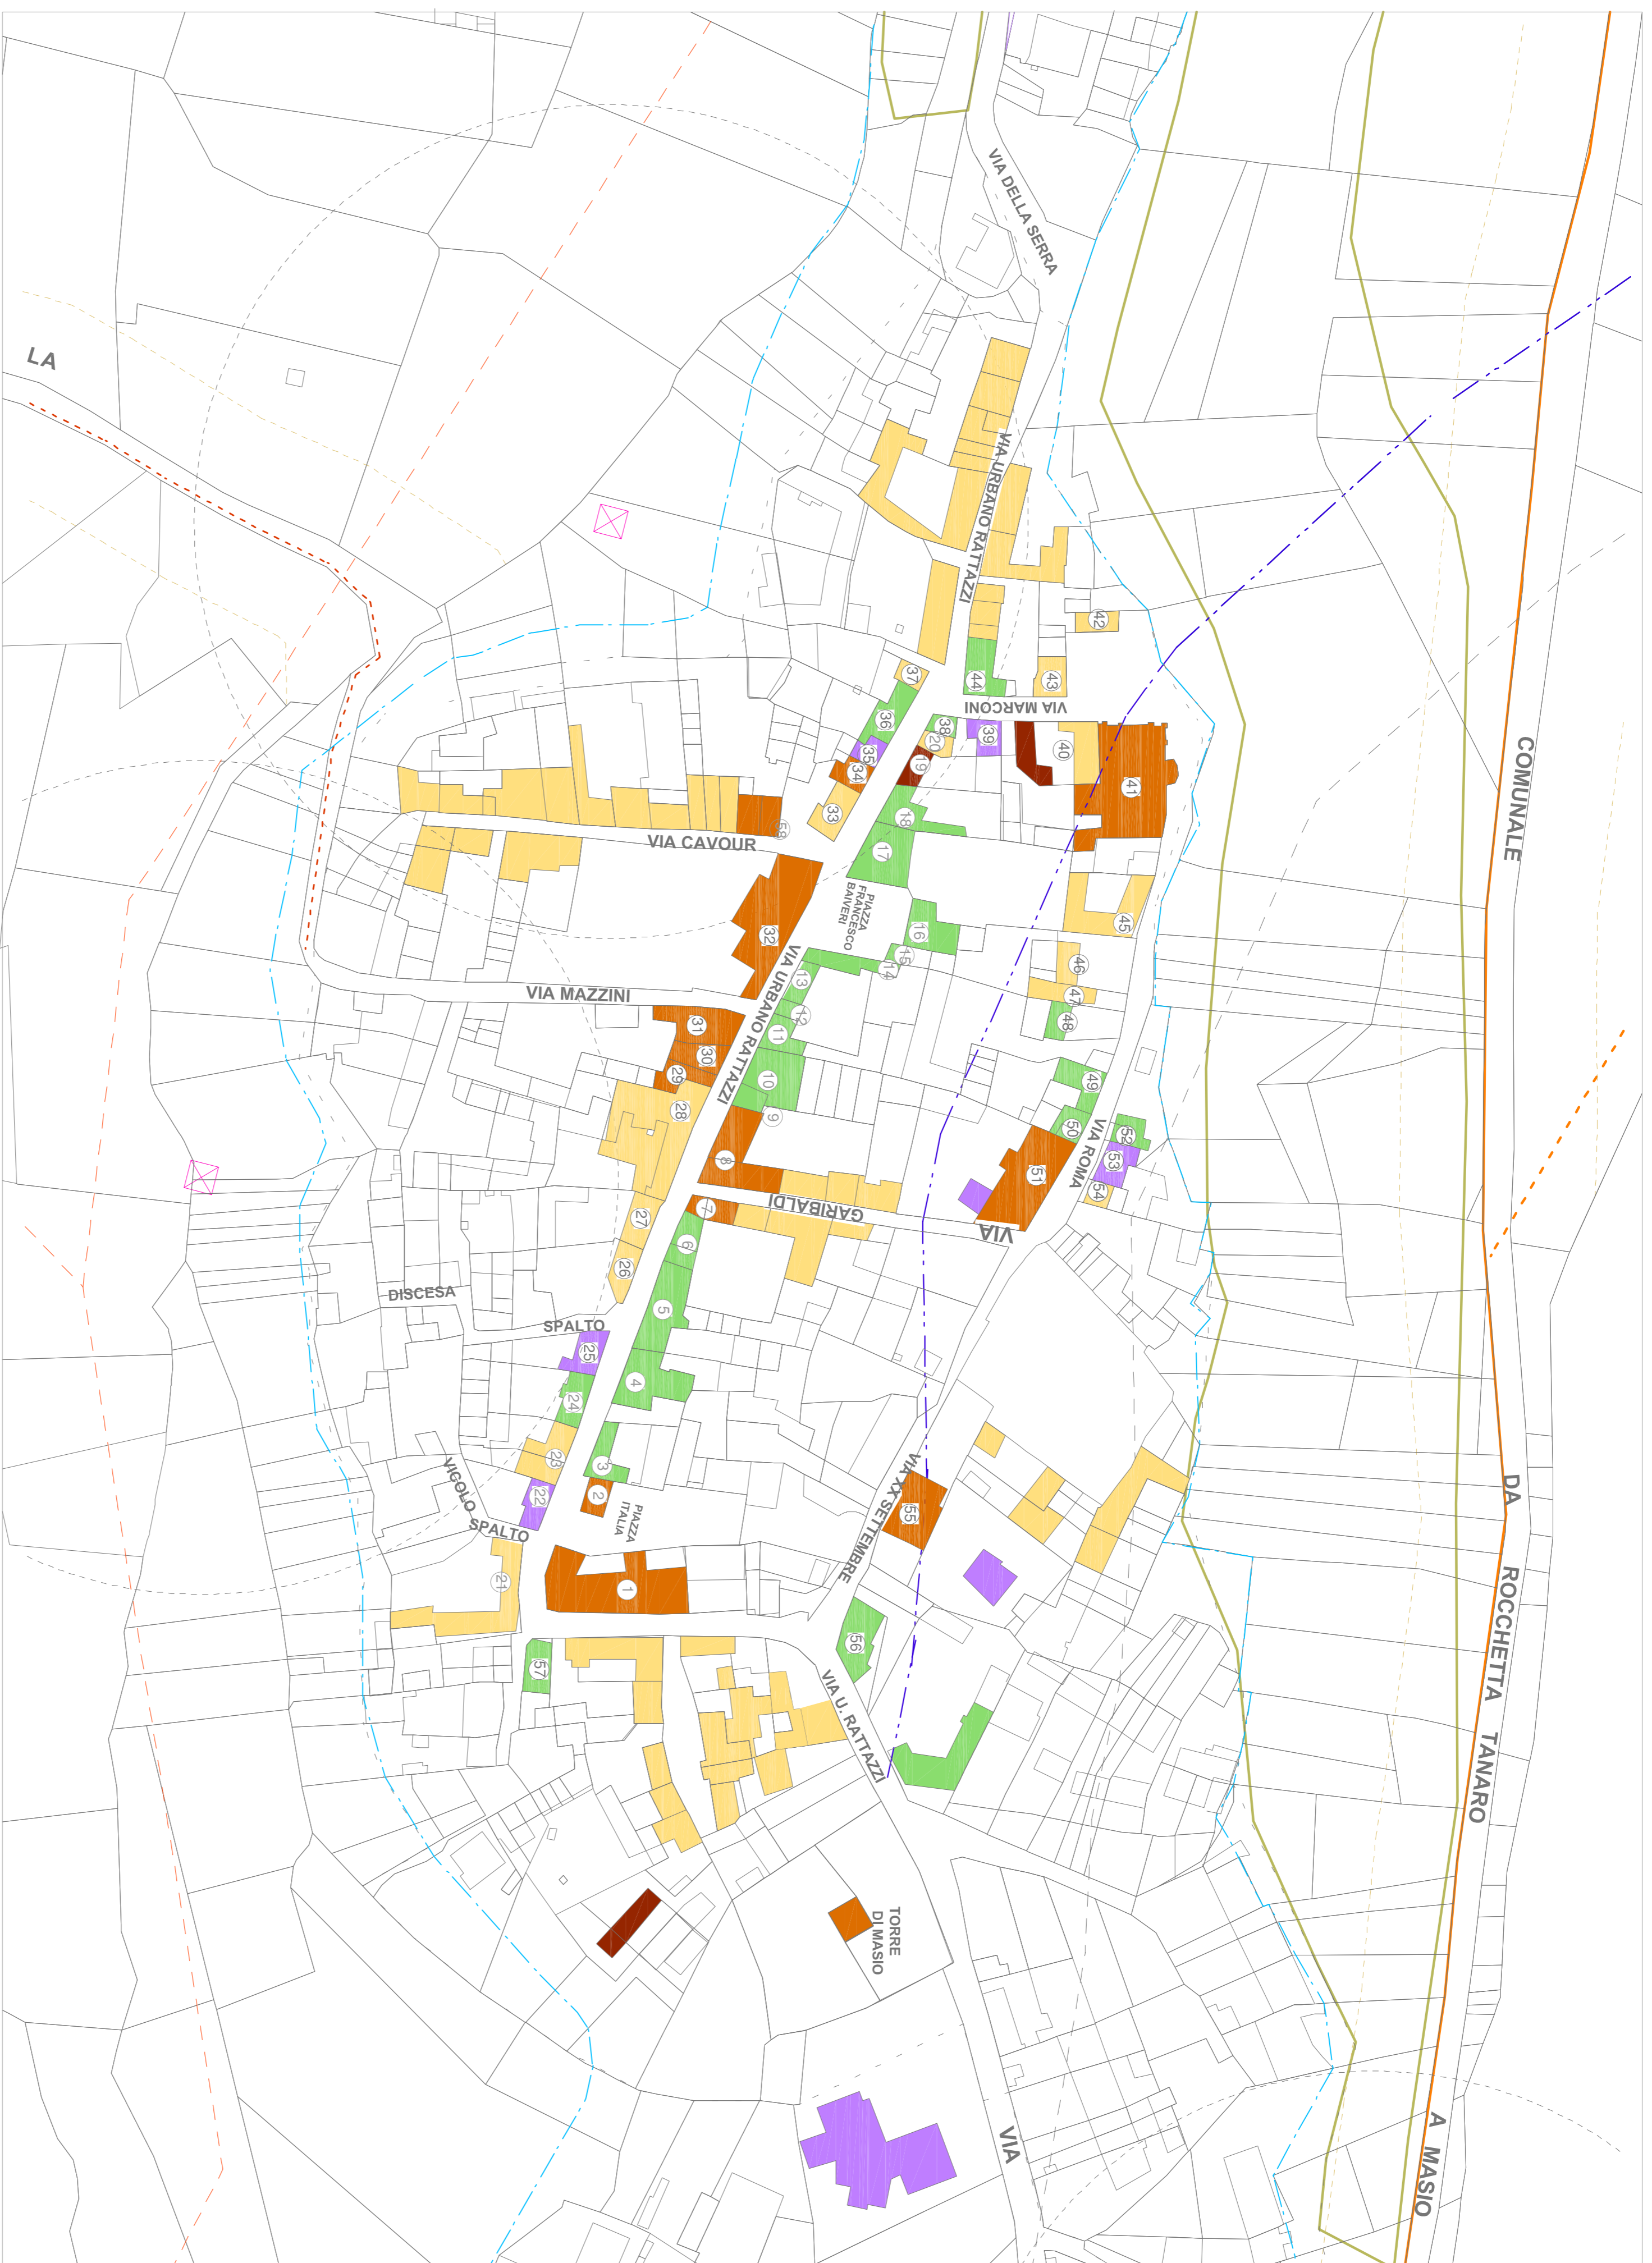 LA
VIA DELLA SERRA
VIA URBANO RATTAZZI
COMUNALE
42
43
44
37
36
35
34
33
VIA MARCONI
38
39
20
19
40
41
18
17
58
VIA CAVOUR
PIAZZA
FRANCESCO
BAIVERI
16
15
14
13
12
11
10
9
8
45
46
47
48
32
VIA URBANO RATTAZZI
VIA MAZZINI
31
30
29
28
27
26
49
50
52
53
54
51
VIA ROMA
VIA
GARIBALDI
7
6
5
4
3
2
DISCESA
SPALTO
25
24
23
22
VICOLO
SPALTO
21
PIAZZA
ITALIA
1
VIA XX SETTEMBRE
55
56
57
VIA U. RATTAZZI
DA ROCCHETTA TANARO
TORRE
DI MASIO
VIA
A MASIO